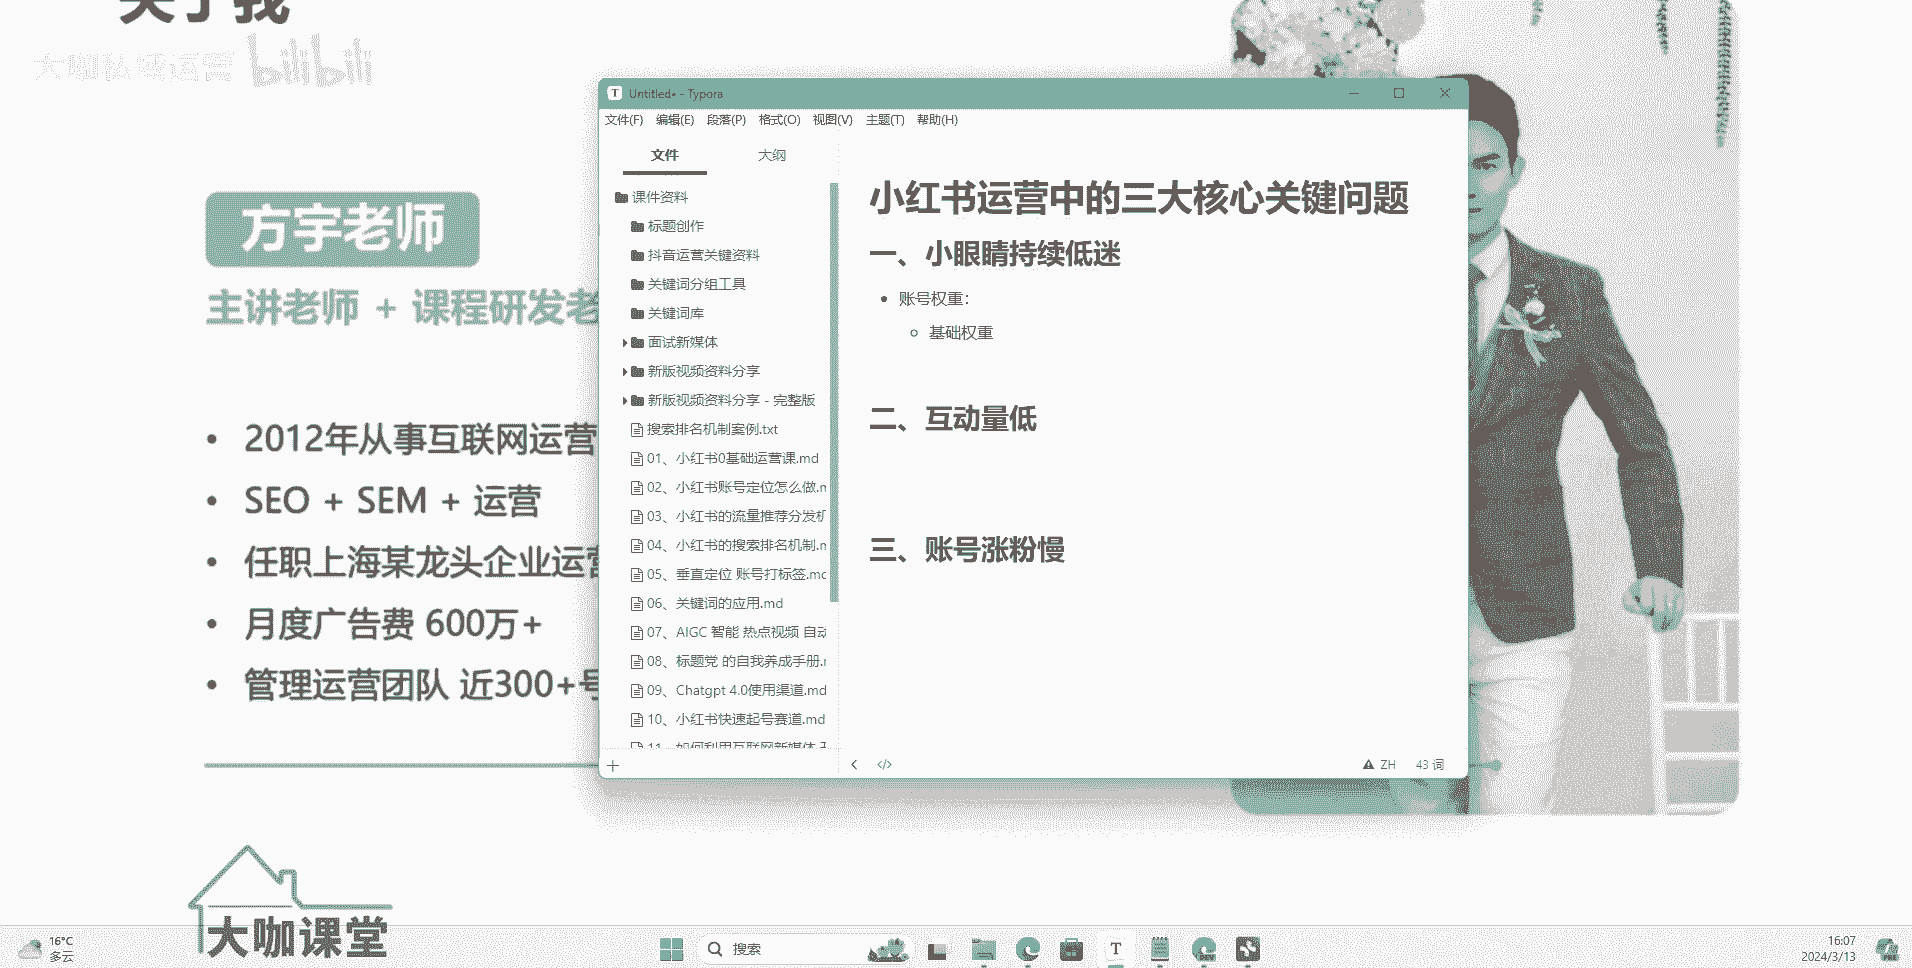 关于我
大咖私域运营 bilibili
方宇老师
主讲老师 + 课程研发老
• 2012年从事互联网运营
• SEO + SEM + 运营
• 任职上海某龙头企业运营
• 月度广告费 600万+
• 管理运营团队 近300+号
大咖课堂
Untitled• - Typora
文件(F) 编辑(E) 段落(P) 格式(O) 视图(V) 主题(T) 帮助(H)
文件 大纲
课件资料
标题创作
抖音运营关键资料
关键词分组工具
关键词库
面试新媒体
新版视频资料分享
新版视频资料分享 - 完整版
搜索排名机制案例.txt
01、小红书0基础运营课.md
02、小红书账号定位怎么做.m
03、小红书的流量推荐分发机
04、小红书的搜索排名机制.m
05、垂直定位 账号打标签.md
06、关键词的应用.md
07、AIGC 智能 热点视频 自动
08、标题党 的自我养成手册.m
09、Chatgpt 4.0使用渠道.md
10、小红书快速起号赛道.md
11、如何利用互联网新媒体
小红书运营中的三大核心关键问题
一、小眼睛持续低迷
• 账号权重：
◦ 基础权重
二、互动量低
三、账号涨粉慢
ZH 43 词
16°C
多云
搜索
T
DEV
16:07
2024/3/13
PRE